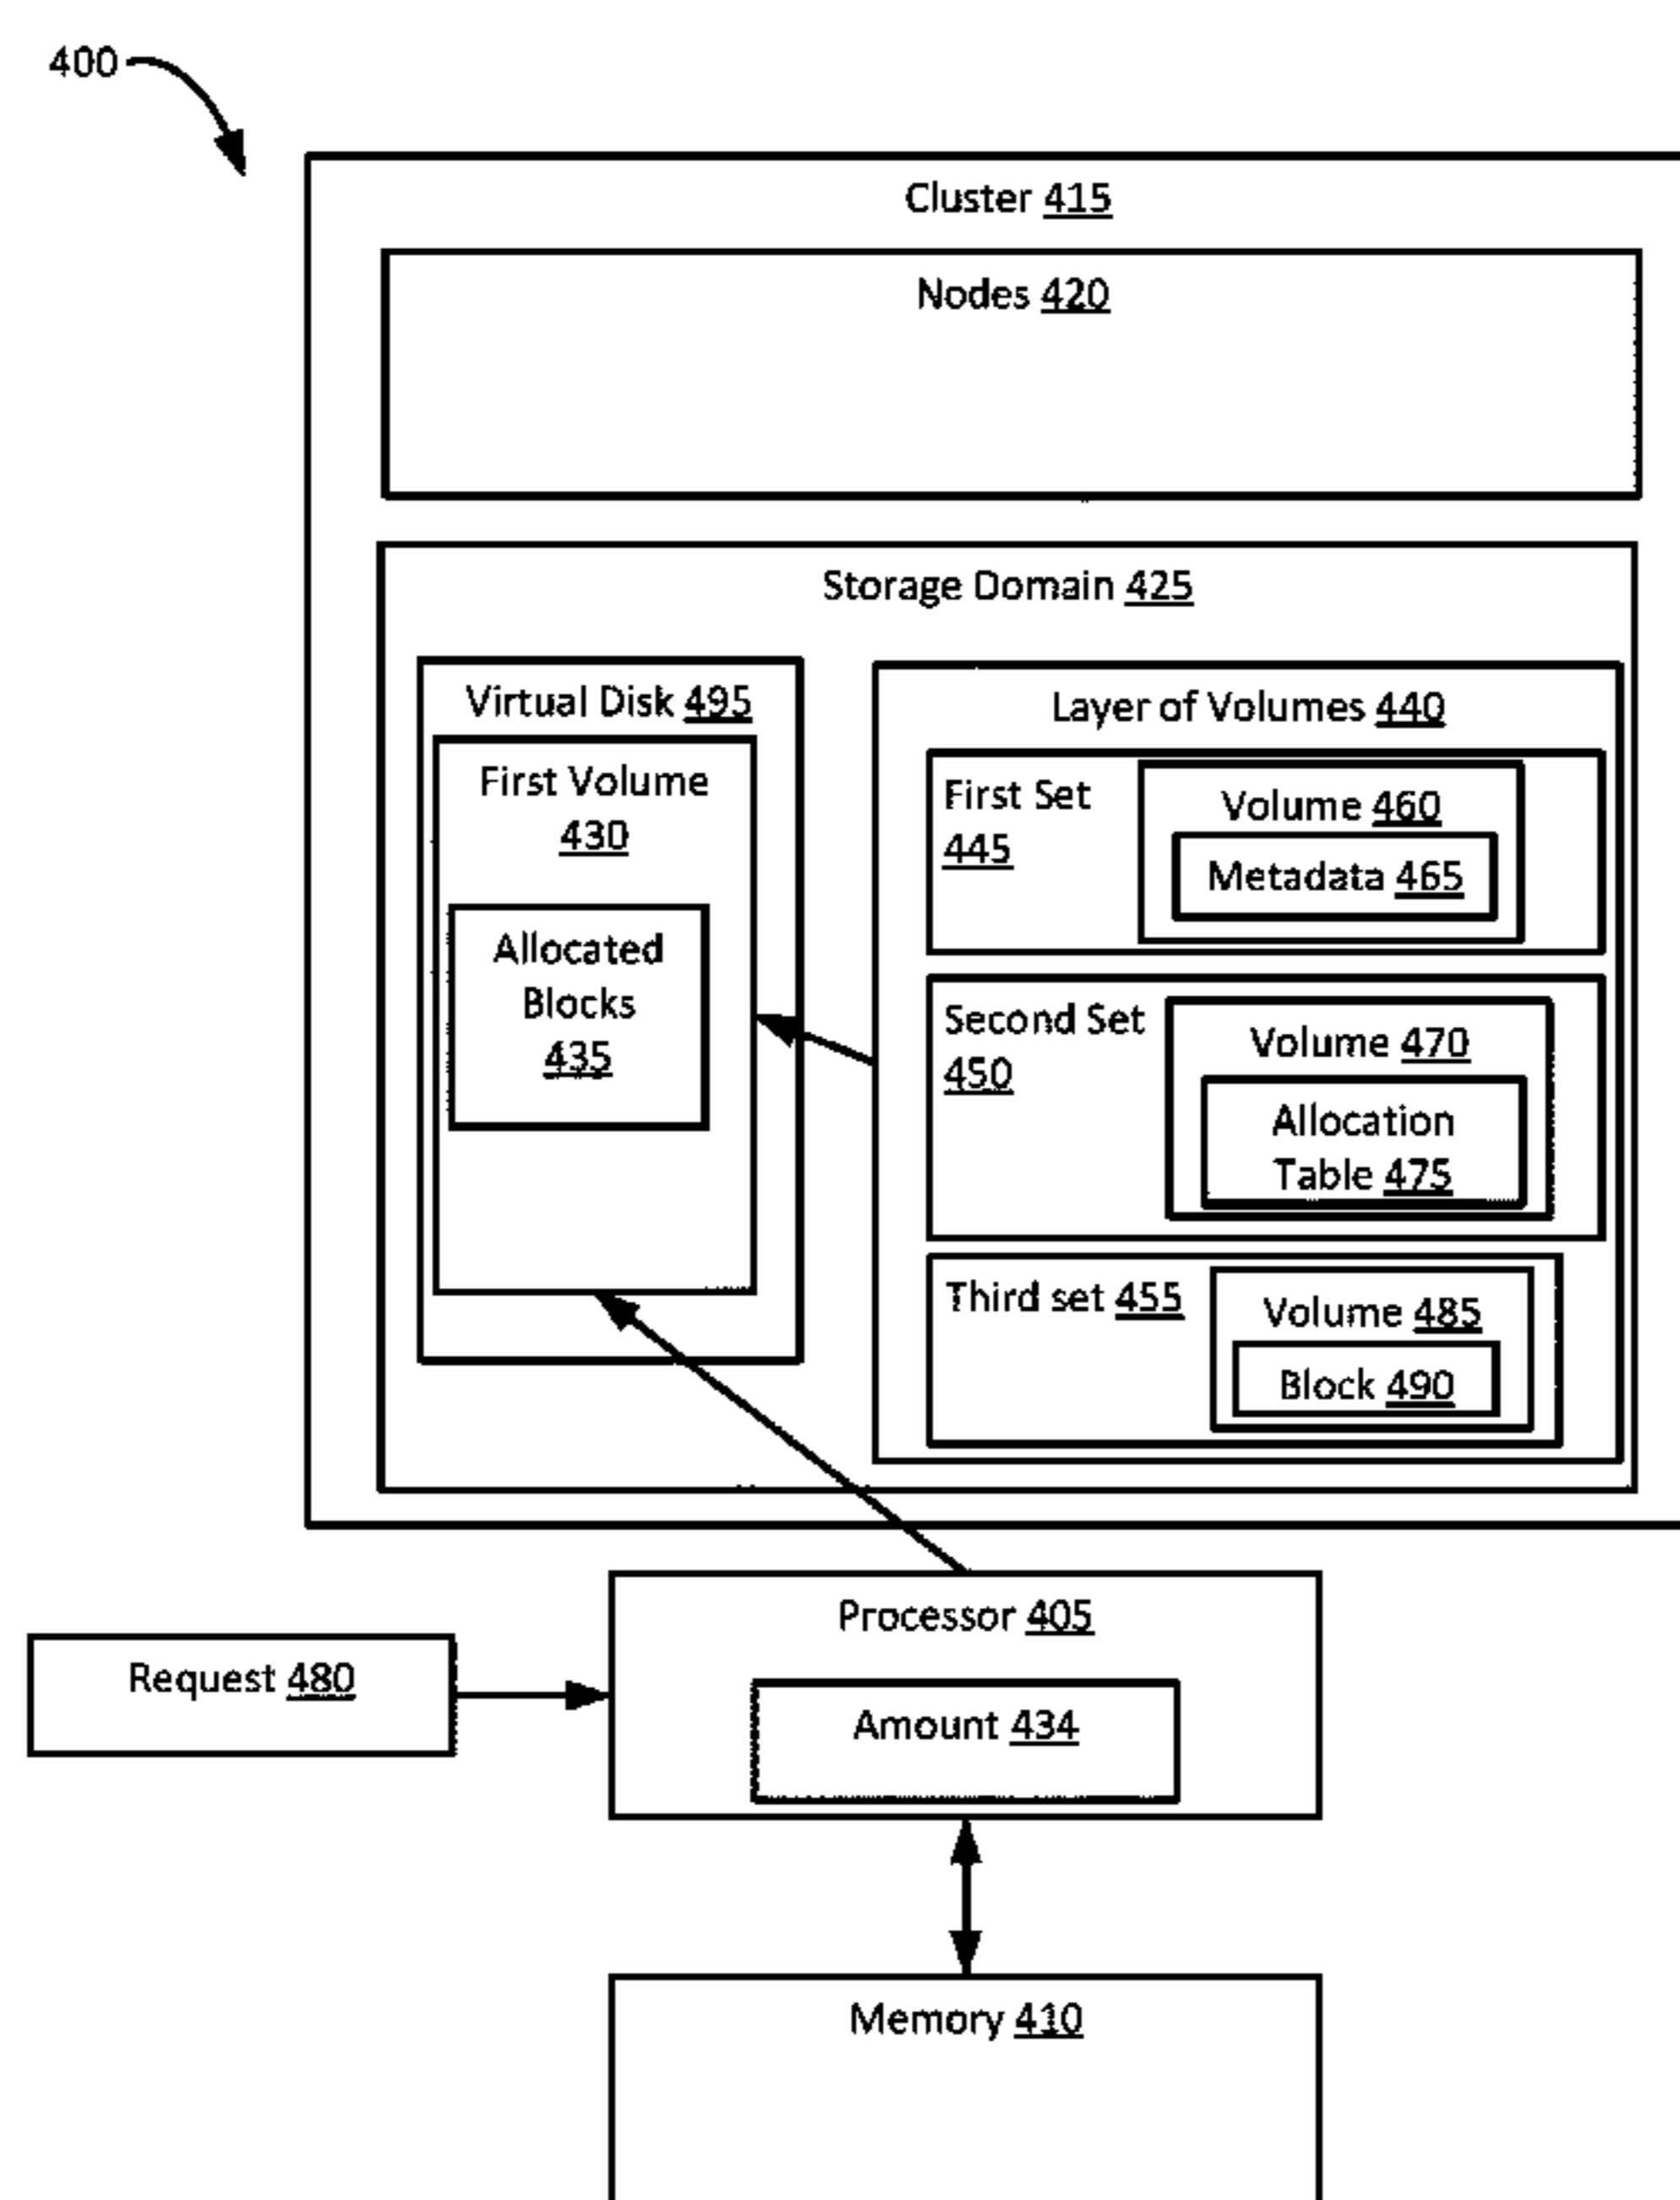 400
Cluster 415
Nodes 420
Storage Domain 425
Virtual Disk 495
First Volume
430
Allocated
Blocks
435
Layer of Volumes 440
First Set
445
Volume 460
Metadata 465
Second Set
450
Volume 470
Allocation
Table 475
Third set 455
Volume 485
Block 490
Processor 405
Amount 434
Request 480
Memory 410